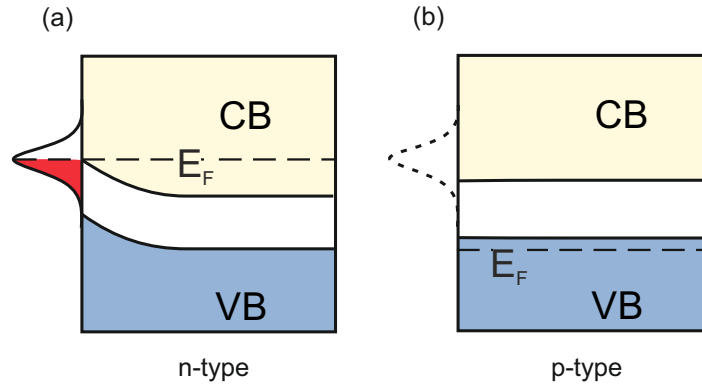 (a)
CB
E_F
VB
n-type
(b)
CB
E_F
VB
p-type